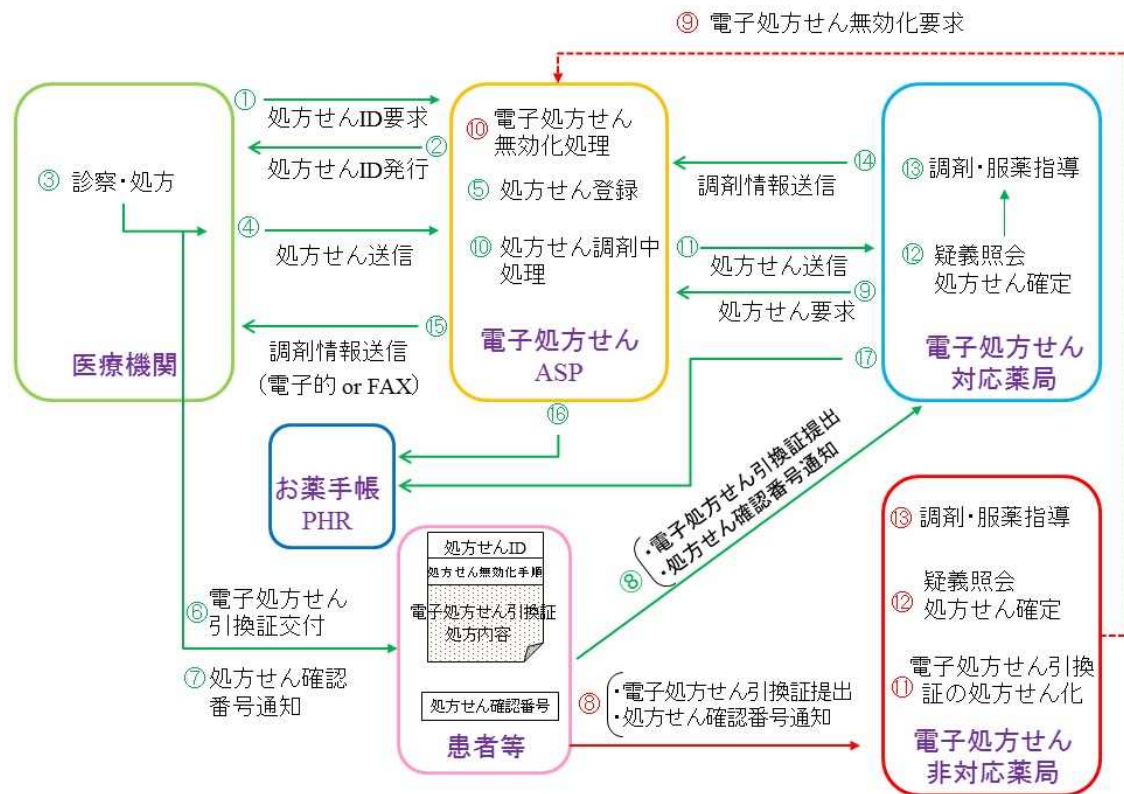 ⑨ 電子処方せん無効化要求
①
処方せんID要求
②
処方せんID発行
③ 診察・処方
④
処方せん送信
⑮
調剤情報送信
(電子的 or FAX)
医療機関
⑩ 電子処方せん
無効化処理
⑤ 処方せん登録
⑩ 処方せん調剤中
処理
電子処方せん
ASP
⑭
調剤情報送信
⑪
処方せん送信
⑨
処方せん要求
⑰
⑬調剤・服薬指導
⑫ 疑義照会
処方せん確定
電子処方せん
対応薬局
⑯
お薬手帳
PHR
⑧
・電子処方せん引換証提出
・処方せん確認番号通知
⑥電子処方せん
引換証交付
⑦処方せん確認
番号通知
処方せんID
処方せん無効化手順
電子処方せん引換証
処方内容
処方せん確認番号
患者等
⑧
・電子処方せん引換証提出
・処方せん確認番号通知
⑬ 調剤・服薬指導
⑫ 疑義照会
処方せん確定
⑪ 電子処方せん引換
証の処方せん化
電子処方せん
非対応薬局